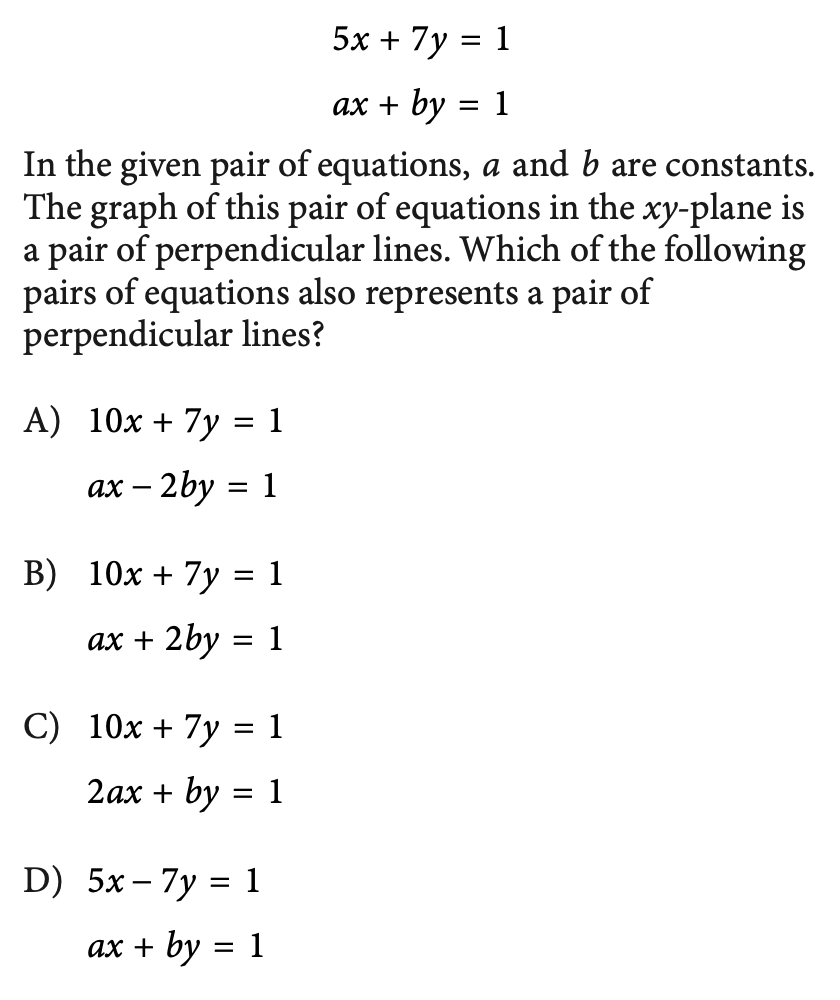 5x + 7y = 1
ax + by = 1
In the given pair of equations, a and b are constants.
The graph of this pair of equations in the xy-plane is
a pair of perpendicular lines. Which of the following
pairs of equations also represents a pair of
perpendicular lines?
A) 10x + 7y = 1
ax − 2by = 1
B) 10x + 7y = 1
ax + 2by = 1
C) 10x + 7y = 1
2ax + by = 1
D) 5x − 7y = 1
ax + by = 1